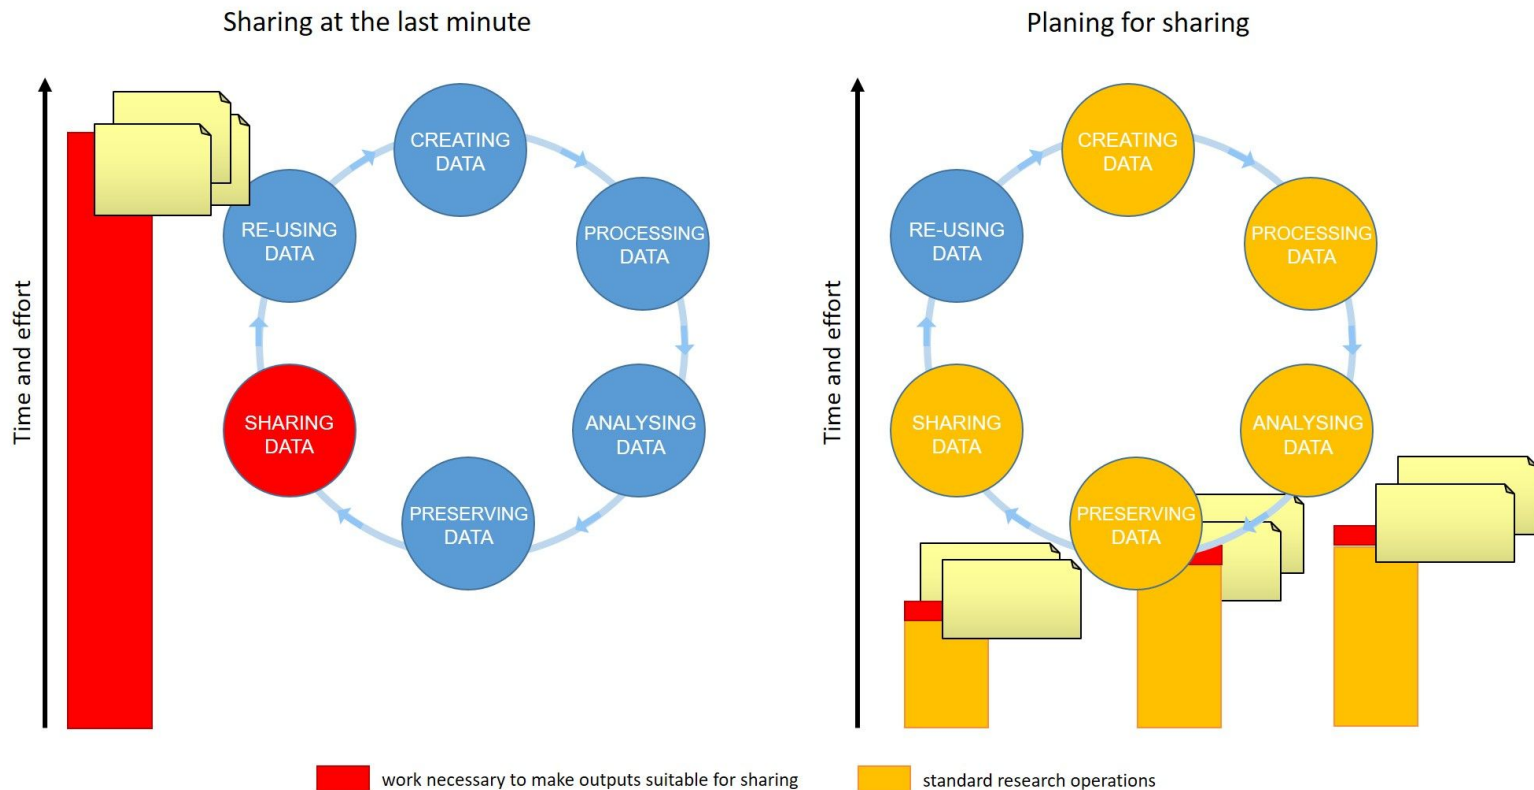 Sharing at the last minute
Time and effort
CREATING
DATA
PROCESSING
DATA
ANALYSING
DATA
PRESERVING
DATA
SHARING
DATA
RE-USING
DATA
Planing for sharing
Time and effort
CREATING
DATA
PROCESSING
DATA
ANALYSING
DATA
PRESERVING
DATA
SHARING
DATA
RE-USING
DATA
work necessary to make outputs suitable for sharing
standard research operations